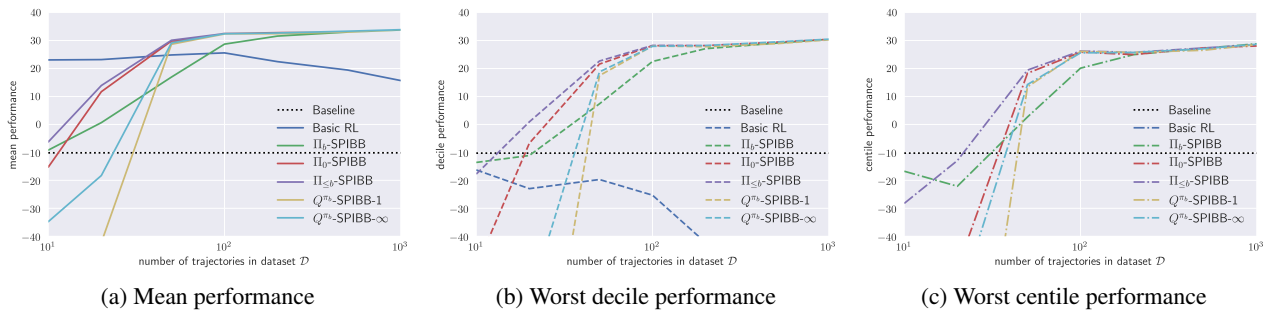 40
30
20
10
0
−10
−20
−30
−40
mean performance
Baseline
Basic RL
Π_b-SPIBB
Π_0-SPIBB
Π_{≤b}-SPIBB
Q^{π_b}-SPIBB-1
Q^{π_b}-SPIBB-∞
10^1
10^2
10^3
number of trajectories in dataset 𝒟
(a) Mean performance
40
30
20
10
0
−10
−20
−30
−40
decile performance
Baseline
Basic RL
Π_b-SPIBB
Π_0-SPIBB
Π_{≤b}-SPIBB
Q^{π_b}-SPIBB-1
Q^{π_b}-SPIBB-∞
10^1
10^2
10^3
number of trajectories in dataset 𝒟
(b) Worst decile performance
40
30
20
10
0
−10
−20
−30
−40
centile performance
Baseline
Basic RL
Π_b-SPIBB
Π_0-SPIBB
Π_{≤b}-SPIBB
Q^{π_b}-SPIBB-1
Q^{π_b}-SPIBB-∞
10^1
10^2
10^3
number of trajectories in dataset 𝒟
(c) Worst centile performance